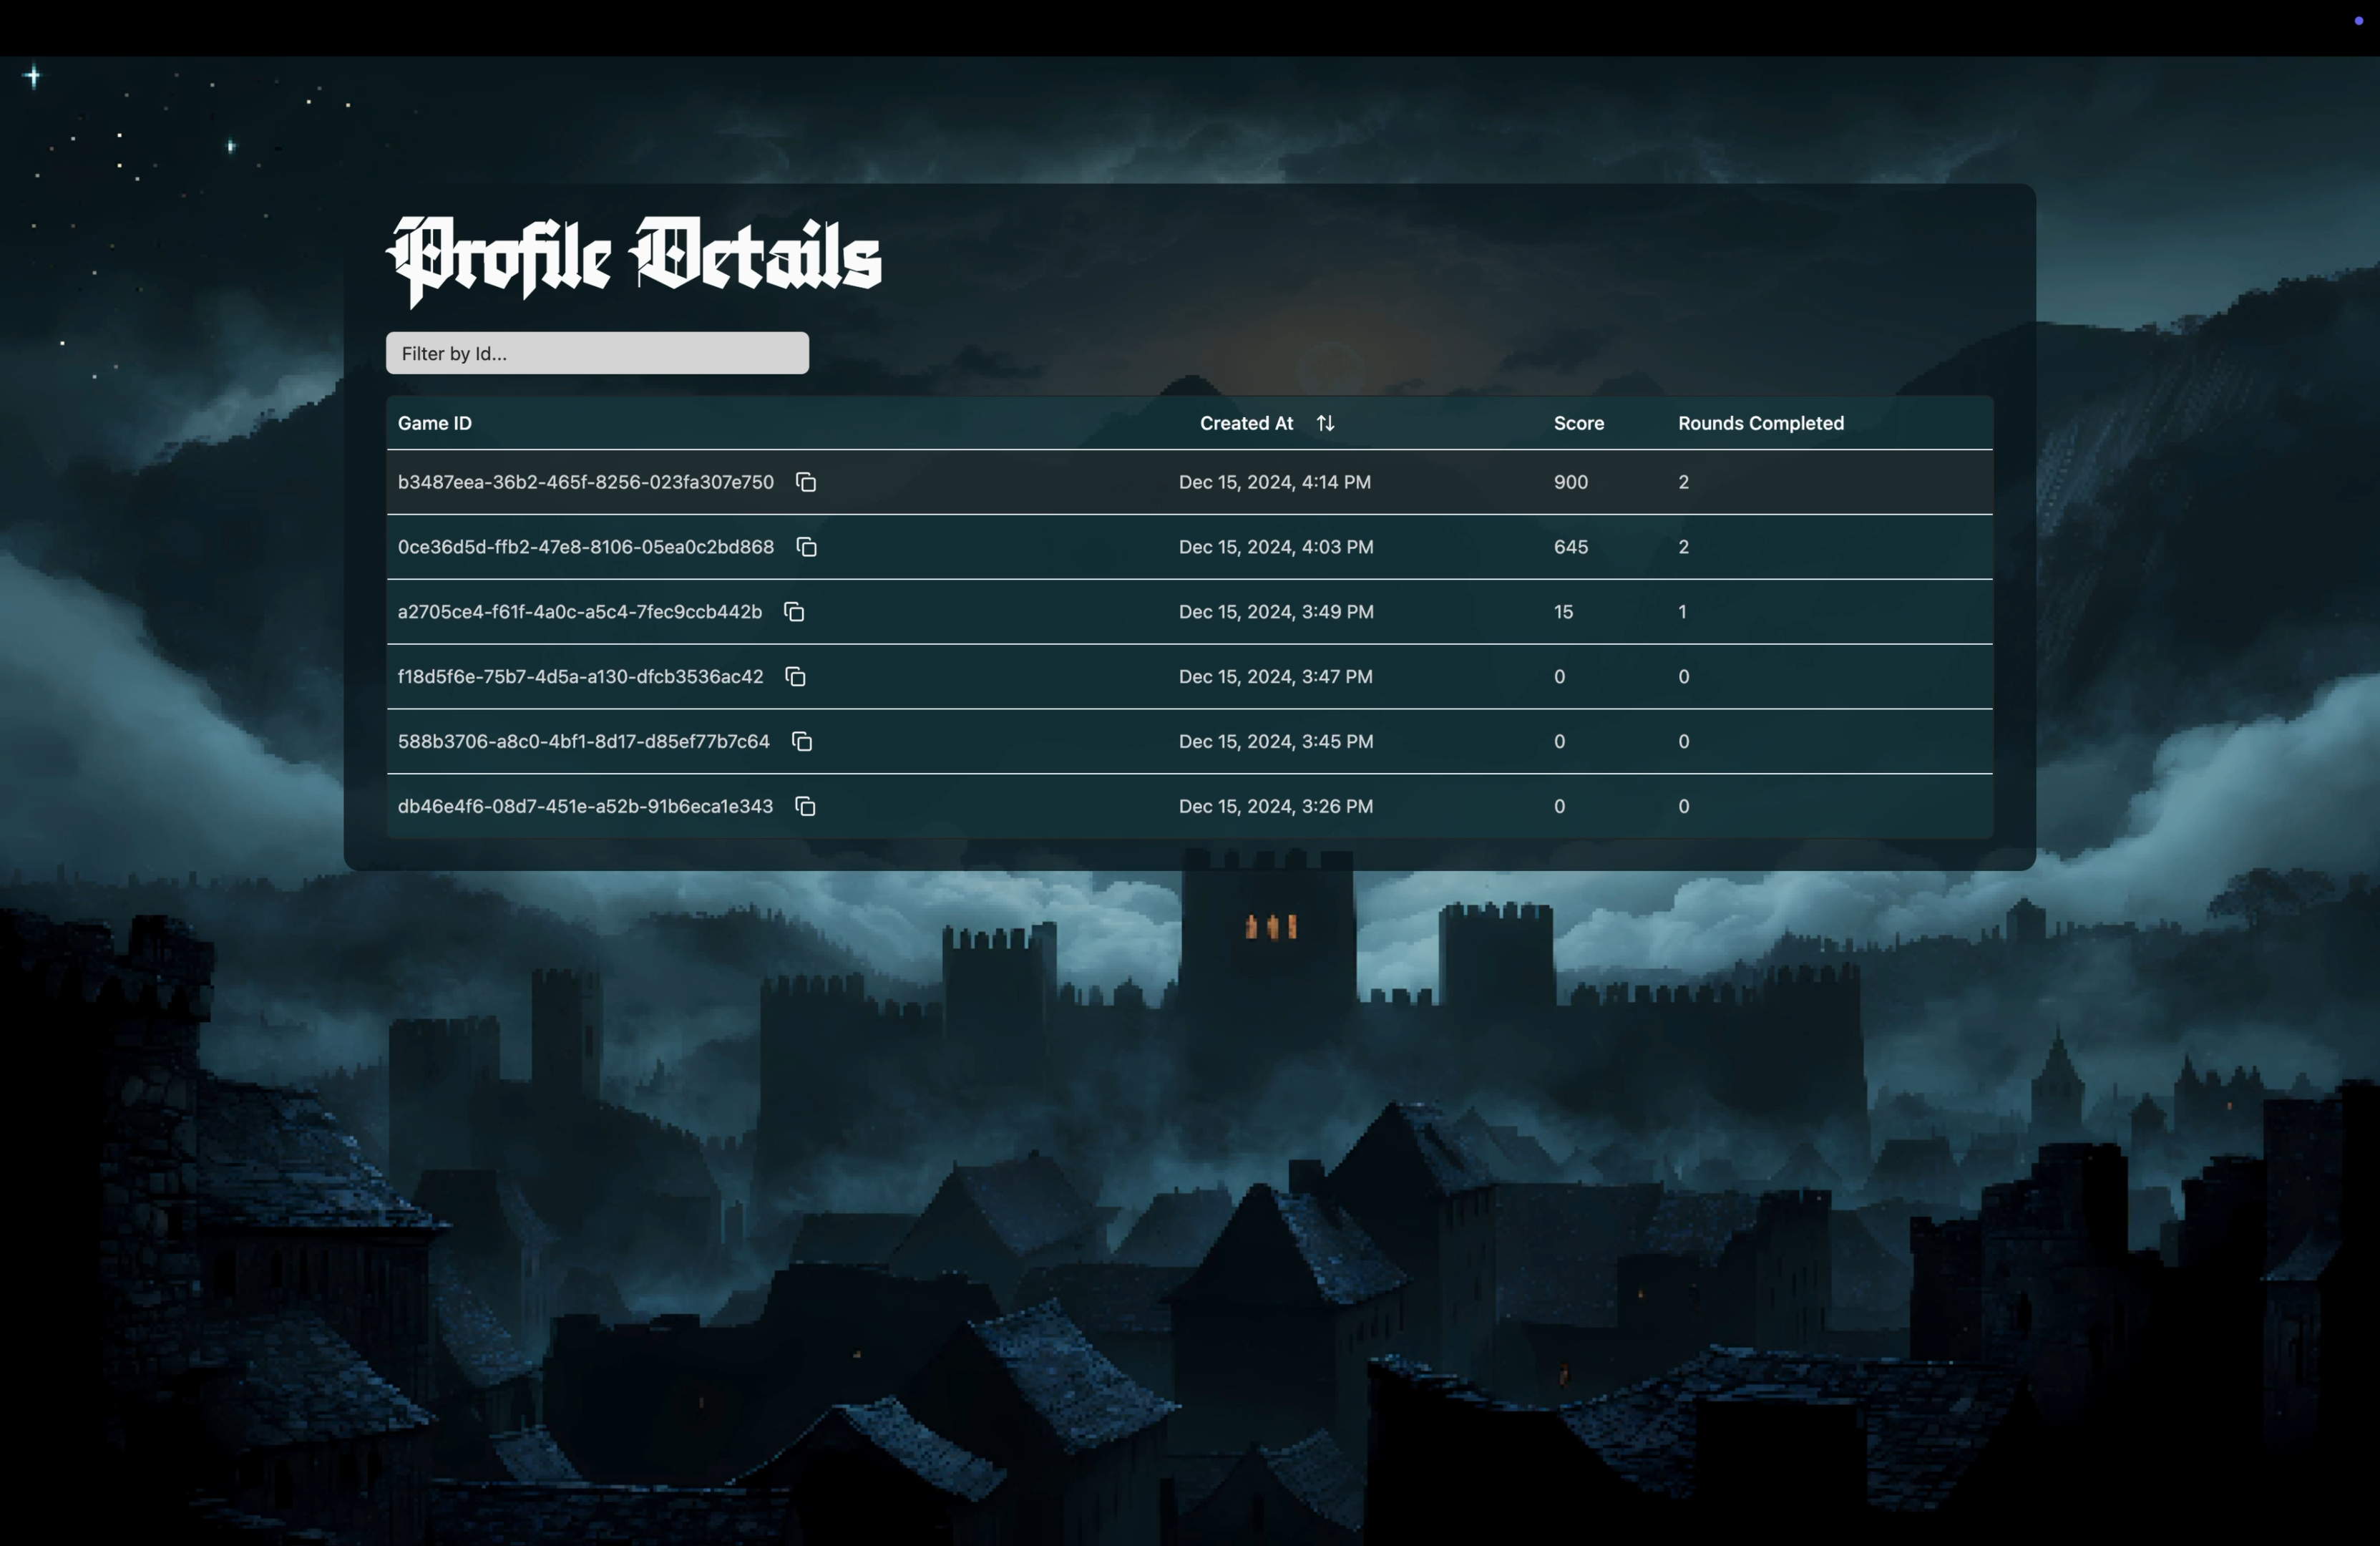 Profile Details
Filter by Id...
Game ID Created At Score Rounds Completed
b3487eea-36b2-465f-8256-023fa307e750 Dec 15, 2024, 4:14 PM 900 2
0ce36d5d-ffb2-47e8-8106-05ea0c2bd868 Dec 15, 2024, 4:03 PM 645 2
a2705ce4-f61f-4a0c-a5c4-7fec9ccb442b Dec 15, 2024, 3:49 PM 15 1
f18d5f6e-75b7-4d5a-a130-dfcb3536ac42 Dec 15, 2024, 3:47 PM 0 0
588b3706-a8c0-4bf1-8d17-d85ef77b7c64 Dec 15, 2024, 3:45 PM 0 0
db46e4f6-08d7-451e-a52b-91b6eca1e343 Dec 15, 2024, 3:26 PM 0 0